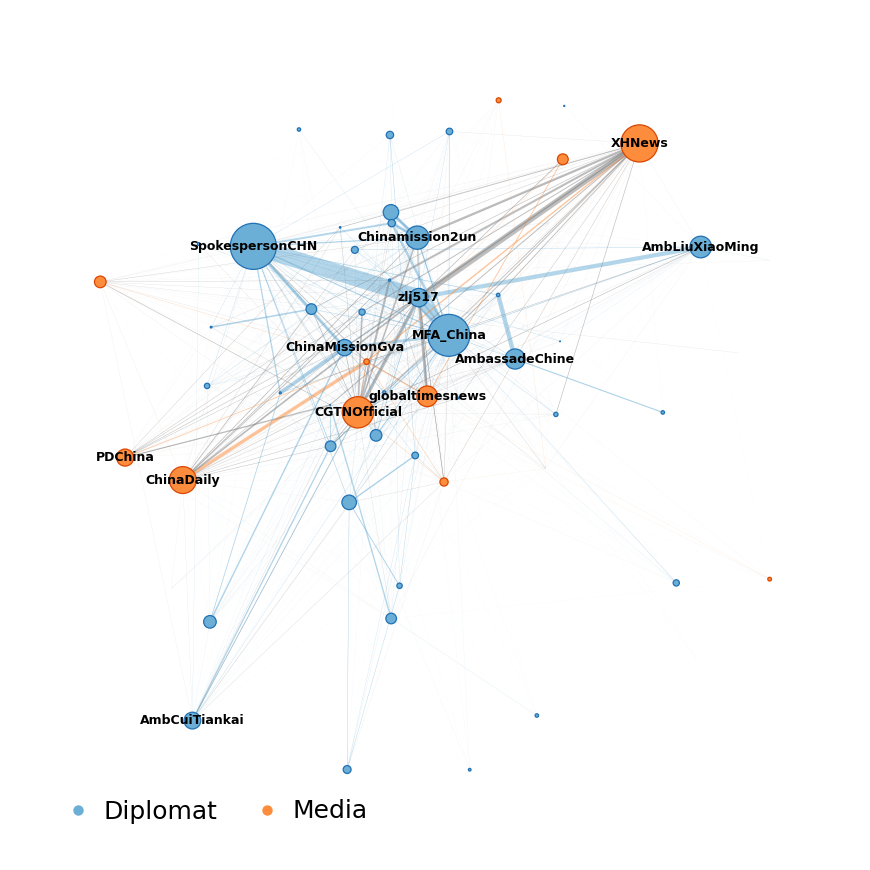 XHNews
Chinamission2un
SpokespersonCHN
AmbLiuXiaoMing
zlj517
MFA_China
ChinaMissionGva
AmbassadeChine
globaltimesnews
CGTNOfficial
PDChina
ChinaDaily
AmbCuiTiankai
Diplomat
Media